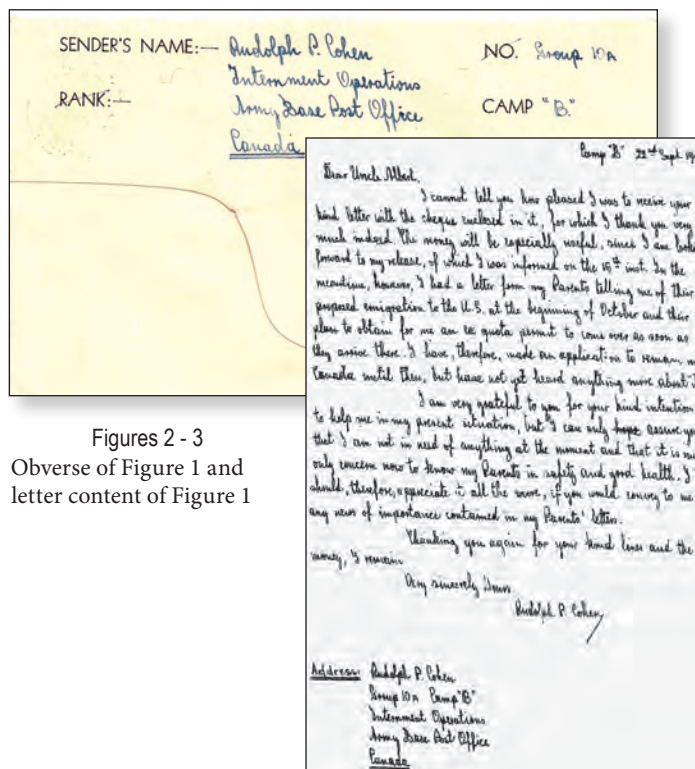 SENDER'S NAME:— Rudolph P. Cohen NO. Group 10A
Internment Operations
RANK:— Army Base Post Office CAMP "B."
Canada
Camp "B" 22nd Sept. 19
Dear Uncle Albert,
I cannot tell you how pleased I was to receive your
kind letter with the cheque enclosed in it, for which I thank you very
much indeed. The money will be especially useful, since I am look
forward to my release, of which I was informed on the 15th inst. In the
meantime, however, I had a letter from my Parents telling me of their
proposed emigration to the U.S. at the beginning of October and their
plan to obtain for me an ex quota permit to come over as soon as
they arrive there. I have, therefore, made an application to remain
Canada until then, but have not yet heard anything more about
I am very grateful to you for your kind intention
to help me in my present situation, but I can only hope assure you
that I am not in need of anything at the moment and that it is
only concern now to know my Parents in safety and good health. I
should, therefore, appreciate it all the more, if you would convey to me
any news of importance contained in my Parents' letters.
Thanking you again for your kind lines and the
money, I remain
Very sincerely Yours
Rudolph P. Cohen
Address: Rudolph P. Cohen
Group 10A Camp "B"
Internment Operations
Army Base Post Office
Canada
Figures 2 - 3
Obverse of Figure 1 and
letter content of Figure 1